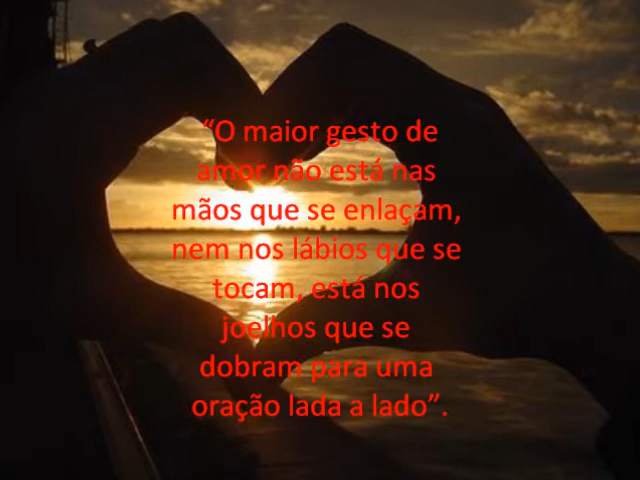 “O maior gesto de
amor não está nas
mãos que se enlaçam,
nem nos lábios que se
tocam, está nos
joelhos que se
dobram para uma
oração lada a lado”.